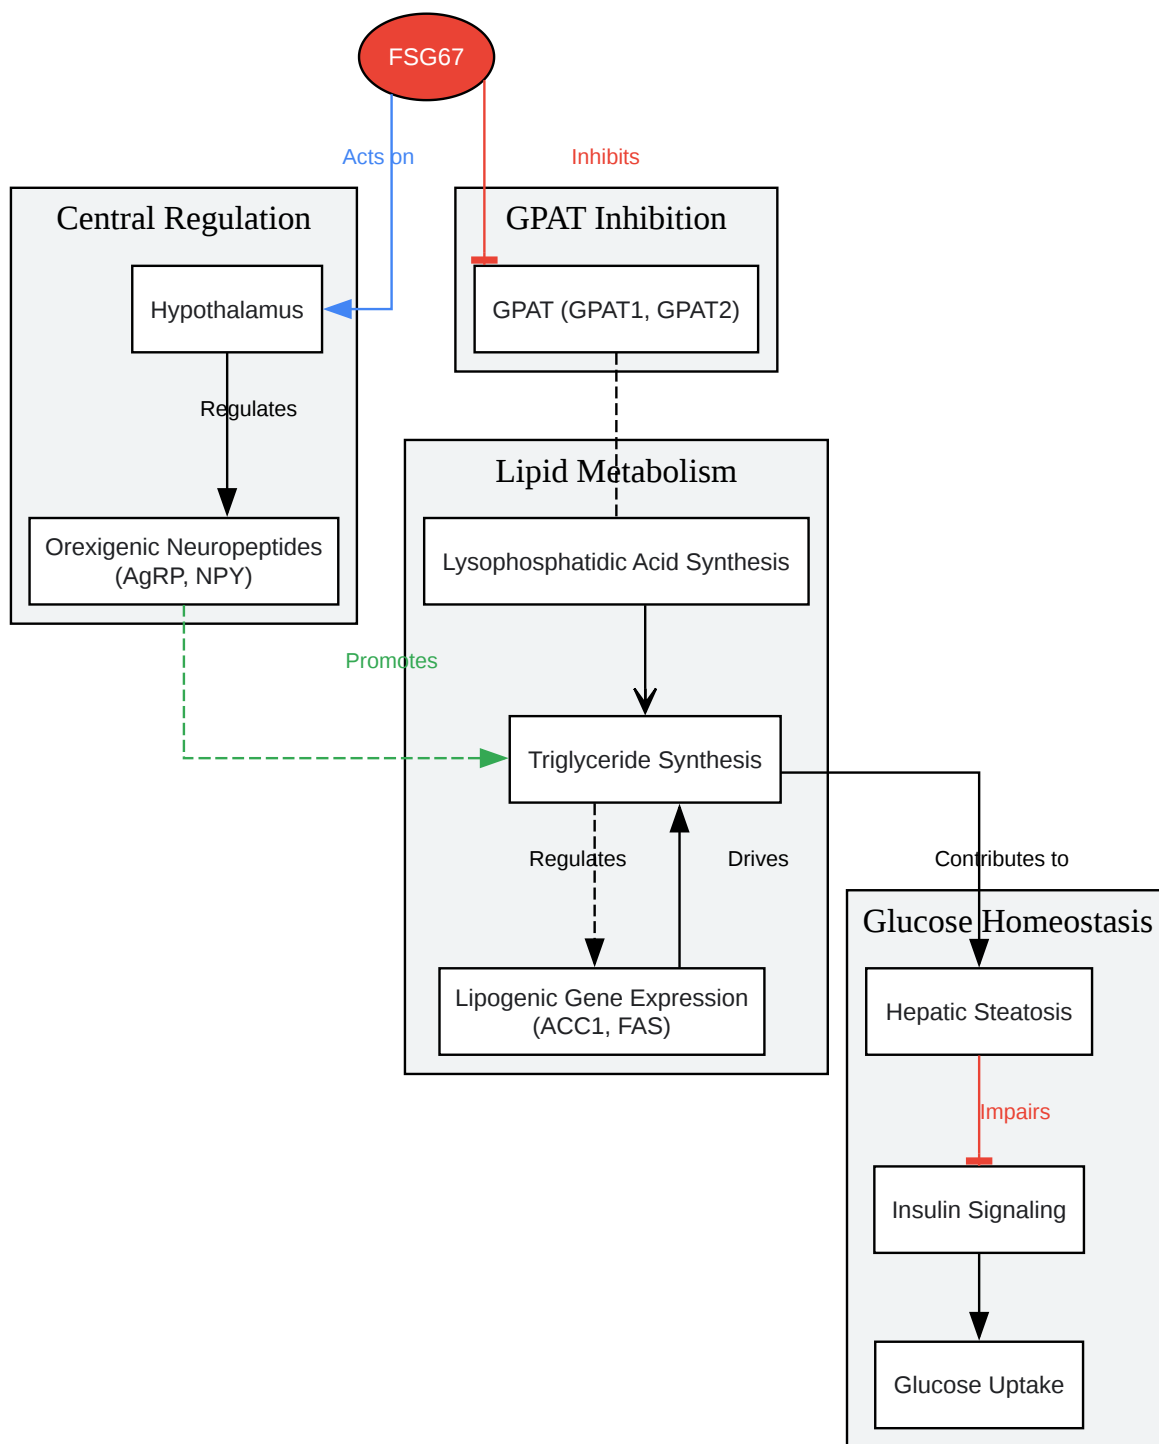 FSG67
Acts on
Inhibits
Central Regulation
GPAT Inhibition
Hypothalamus
GPAT (GPAT1, GPAT2)
Regulates
Lipid Metabolism
Orexigenic Neuropeptides
(AgRP, NPY)
Lysophosphatidic Acid Synthesis
Promotes
Triglyceride Synthesis
Regulates
Drives
Contributes to
Glucose Homeostasis
Lipogenic Gene Expression
(ACC1, FAS)
Hepatic Steatosis
Impairs
Insulin Signaling
Glucose Uptake